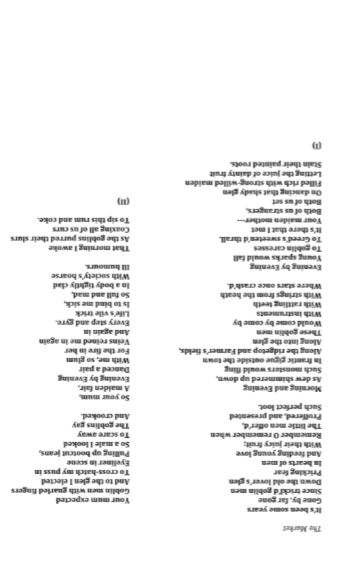 The Market
It's been some years
Gone by, far gone
Since trickl'd goblin men
Down the old lover's glen
Pricking fear
In hearts of men
And feeding young love
With their juicy fruit;
Remember O remember when
The little men offer'd,
Proffered, and presented
Such perfect loot.
Morning and Evening
As dew shimmered up down,
Such monsters would fling
In frantic gigue outside the town
Along the ridgetop and Farmer's fields,
Along into the glen
These goblin men
Would come by come by
With instruments
With rattling teeth
With strings from the heath
Where stars once crash'd.
Evening by Evening
Young sparks would fall
To goblin caresses
To Greed's sweeten'd thrall.
It's there that I met
Your maiden mother---
Both of us strangers,
Both of us set
On dancing that shady glen
Filled rich with strong-willed maiden
Letting the juice of dainty fruit
Stain their painted roots.
(I)
Your mum expected
Goblin men with gnarled fingers
And to the glen I elected
To cross-hatch my puss in
Eyeliner in scene
Pulling up bootcut jeans,
So a male I looked
To scare away
The goblins gay
And crooked.
So your mum,
A maiden fair,
Evening by Evening
Danced a pair
With me, so glum
For the fire in her
Veins reined me in again
And again in
Every step and gyre.
Life's vile trick
Is to bind me sick,
So full and mad,
In a body tightly clad
With society's hoarse
Ill humours.
That morning I awoke
As the goblins purred their slurs
Coaxing all of us curs
To sip this rum and coke.
(II)